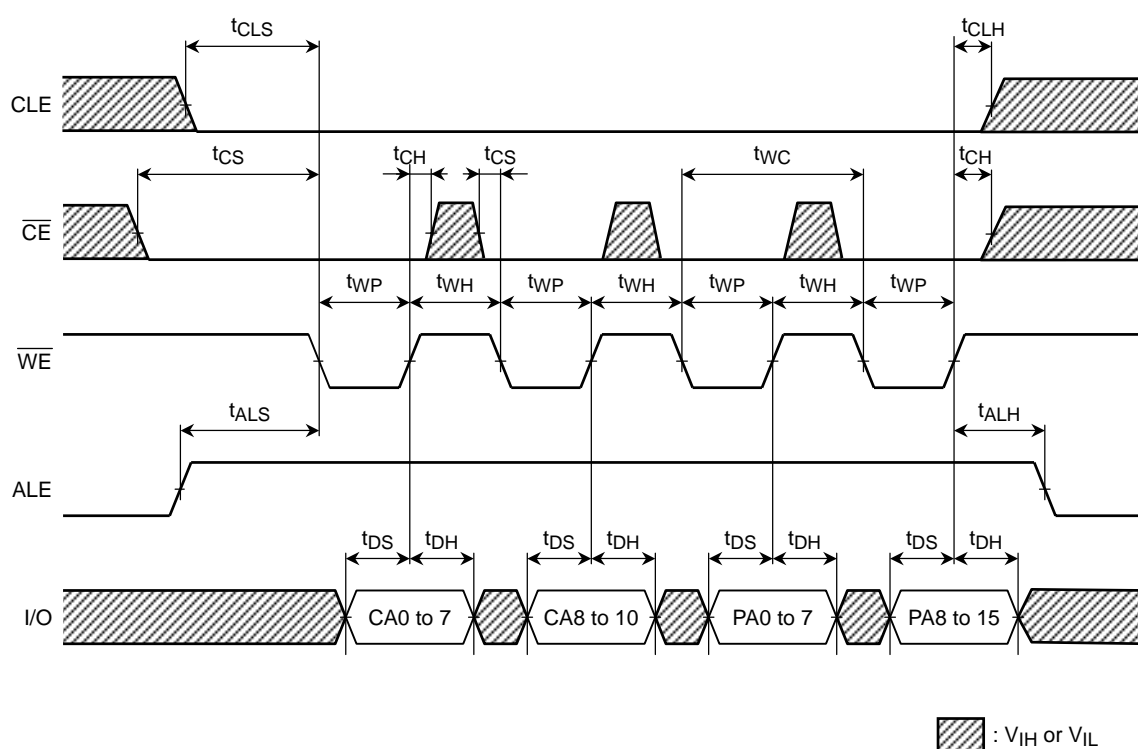 tCLS tCLH
CLE
tCS tCH tCS tWC tCH
CE
tWP tWH tWP tWH tWP tWH tWP
WE
tALS tALH
ALE
tDS tDH tDS tDH tDS tDH tDS tDH
I/O CA0 to 7 CA8 to 10 PA0 to 7 PA8 to 15
: VIH or VIL